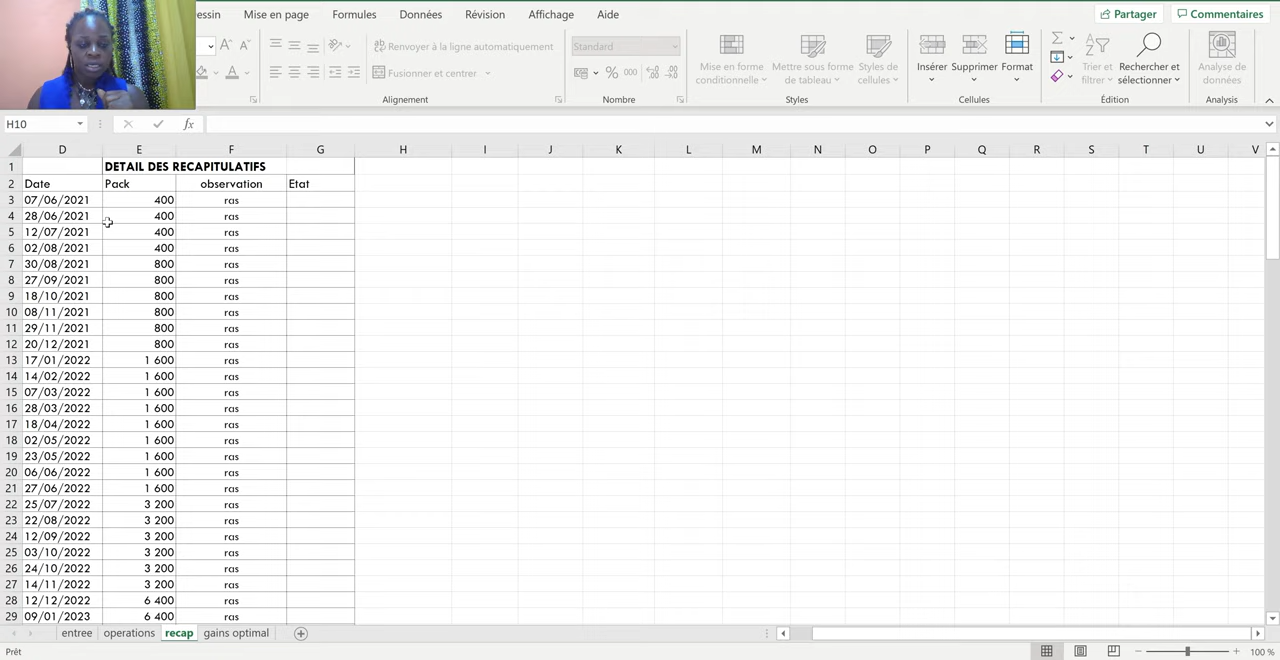 essin Mise en page Formules Données Révision Affichage Aide Partager Commentaires
Renvoyer à la ligne automatiquement Standard
Fusionner et centrer % 000
Mise en forme conditionnelle Mettre sous forme de tableau Styles de cellules Insérer Supprimer Format Trier et filtrer Rechercher et sélectionner Analyse de données
Alignement Nombre Styles Cellules Édition Analysis
H10 fx
D E F G H I J K L M N O P Q R S T U V
1 DETAIL DES RECAPITULATIFS
2 Date Pack observation Etat
3 07/06/2021 400 ras
4 28/06/2021 400 ras
5 12/07/2021 400 ras
6 02/08/2021 400 ras
7 30/08/2021 800 ras
8 27/09/2021 800 ras
9 18/10/2021 800 ras
10 08/11/2021 800 ras
11 29/11/2021 800 ras
12 20/12/2021 800 ras
13 17/01/2022 1 600 ras
14 14/02/2022 1 600 ras
15 07/03/2022 1 600 ras
16 28/03/2022 1 600 ras
17 18/04/2022 1 600 ras
18 02/05/2022 1 600 ras
19 23/05/2022 1 600 ras
20 06/06/2022 1 600 ras
21 27/06/2022 1 600 ras
22 25/07/2022 3 200 ras
23 22/08/2022 3 200 ras
24 12/09/2022 3 200 ras
25 03/10/2022 3 200 ras
26 24/10/2022 3 200 ras
27 14/11/2022 3 200 ras
28 12/12/2022 6 400 ras
29 09/01/2023 6 400 ras
entree operations recap gains optimal
Prêt 100 %